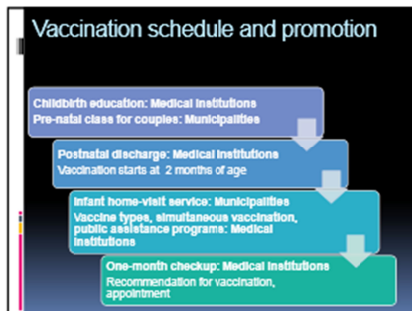 Vaccination schedule and promotion
Childbirth education: Medical Institutions
Pre-natal class for couples: Municipalities
Postnatal discharge: Medical Institutions
Vaccination starts at 2 months of age
Infant home-visit service: Municipalities
Vaccine types, simultaneous vaccination,
public assistance programs: Medical
Institutions
One-month checkup: Medical Institutions
Recommendation for vaccination,
appointment